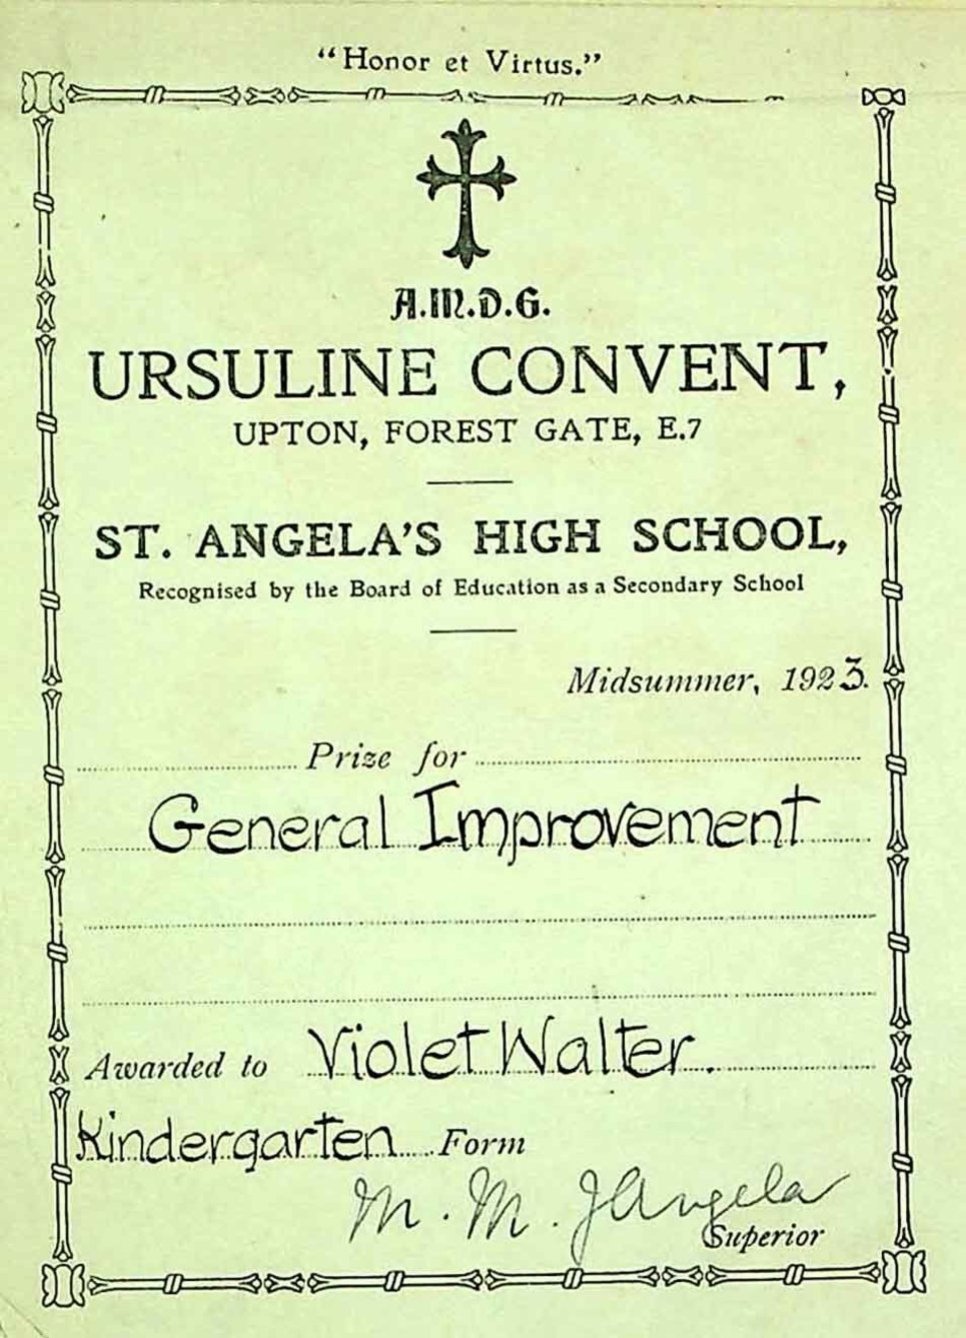 "Honor et Virtus."
A.M.D.G.
URSULINE CONVENT,
UPTON, FOREST GATE, E.7
ST. ANGELA'S HIGH SCHOOL,
Recognised by the Board of Education as a Secondary School
Midsummer, 1923.
Prize for
General Improvement
Awarded to Violet Walter.
Kindergarten Form
M. M. Angela
Superior